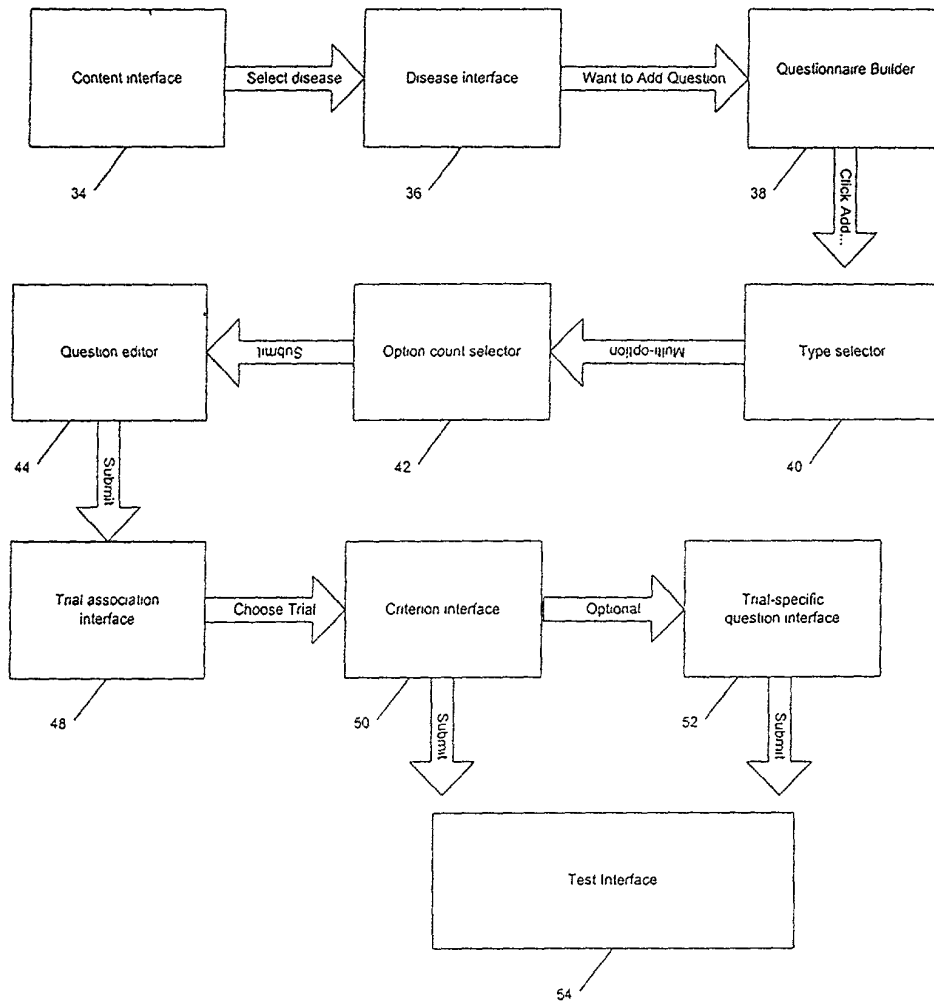 Content interface
Select disease
Disease interface
Want to Add Question
Questionnaire Builder
34
36
38
Click Add...
Question editor
Submit
Option count selector
Multi-option
Type selector
44
42
40
Submit
Trial association
interface
Choose Trial
Criterion interface
Optional
Trial-specific
question interface
48
50
52
Submit
Submit
Test Interface
54